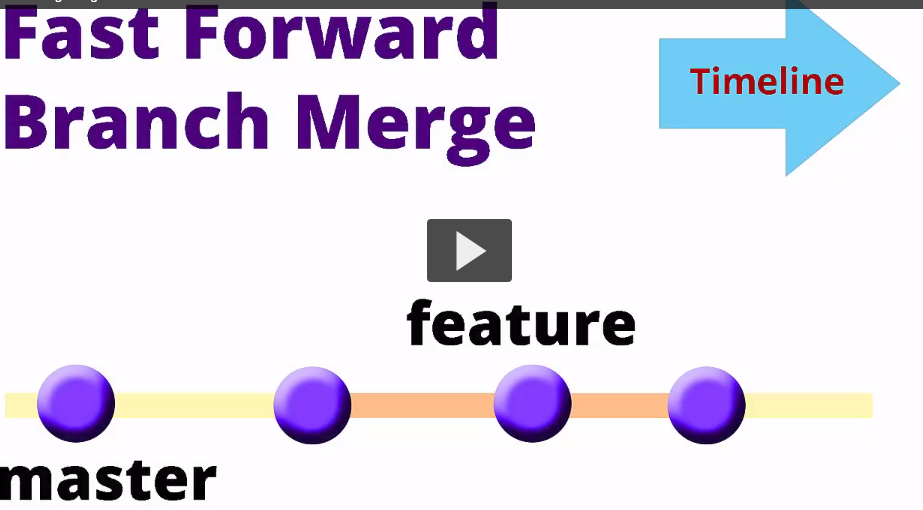 Fast Forward
Branch Merge
Timeline
feature
master